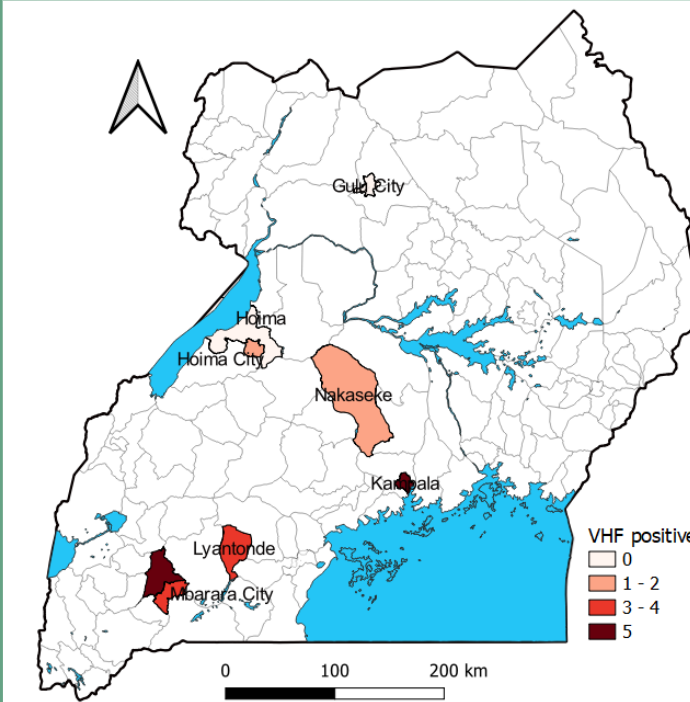 Gulu City
Hoima
Hoima City
Nakaseke
Kampala
Lyantonde
Mbarara City
VHF positive
0
1 - 2
3 - 4
5
0 100 200 km